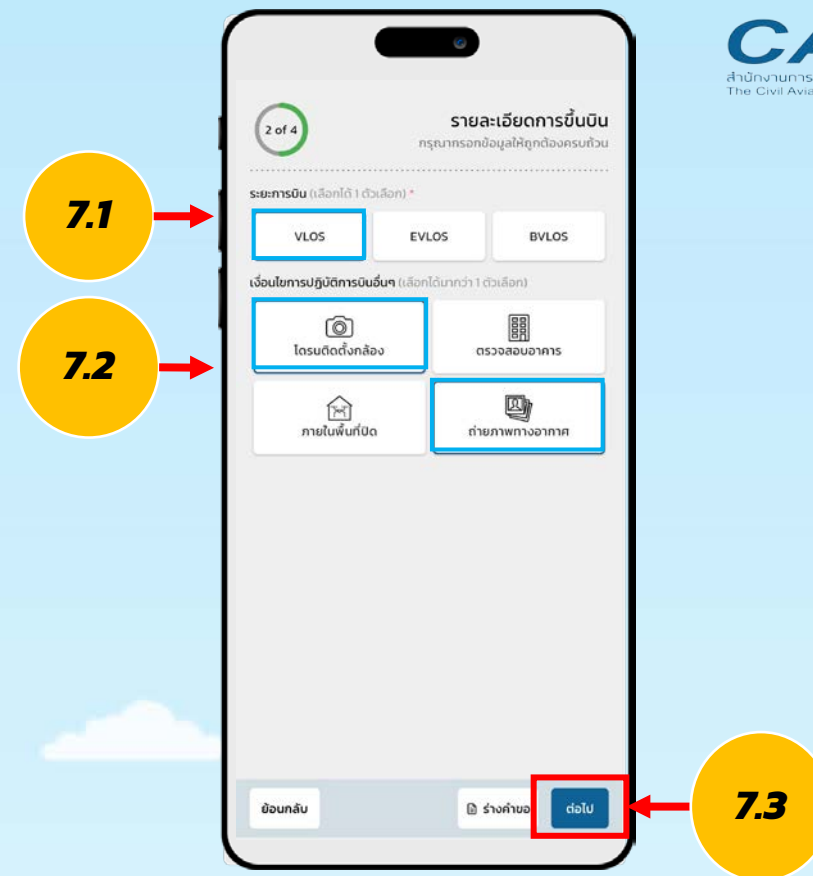 CA
สำนักงานการ
The Civil Avia
2 of 4
รายละเอียดการขึ้นบิน
กรุณากรอกข้อมูลให้ถูกต้องครบถ้วน
7.1
ระยะการบิน (เลือกได้ 1 ตัวเลือก) *
VLOS EVLOS BVLOS
เงื่อนไขการปฏิบัติการบินอื่นๆ (เลือกได้มากว่า 1 ตัวเลือก)
7.2
โดรนติดตั้งกล้อง ตรวจสอบอาคาร
ภายในพื้นที่ปิด ถ่ายภาพทางอากาศ
ย้อนกลับ ร่างคำขอ ต่อไป
7.3